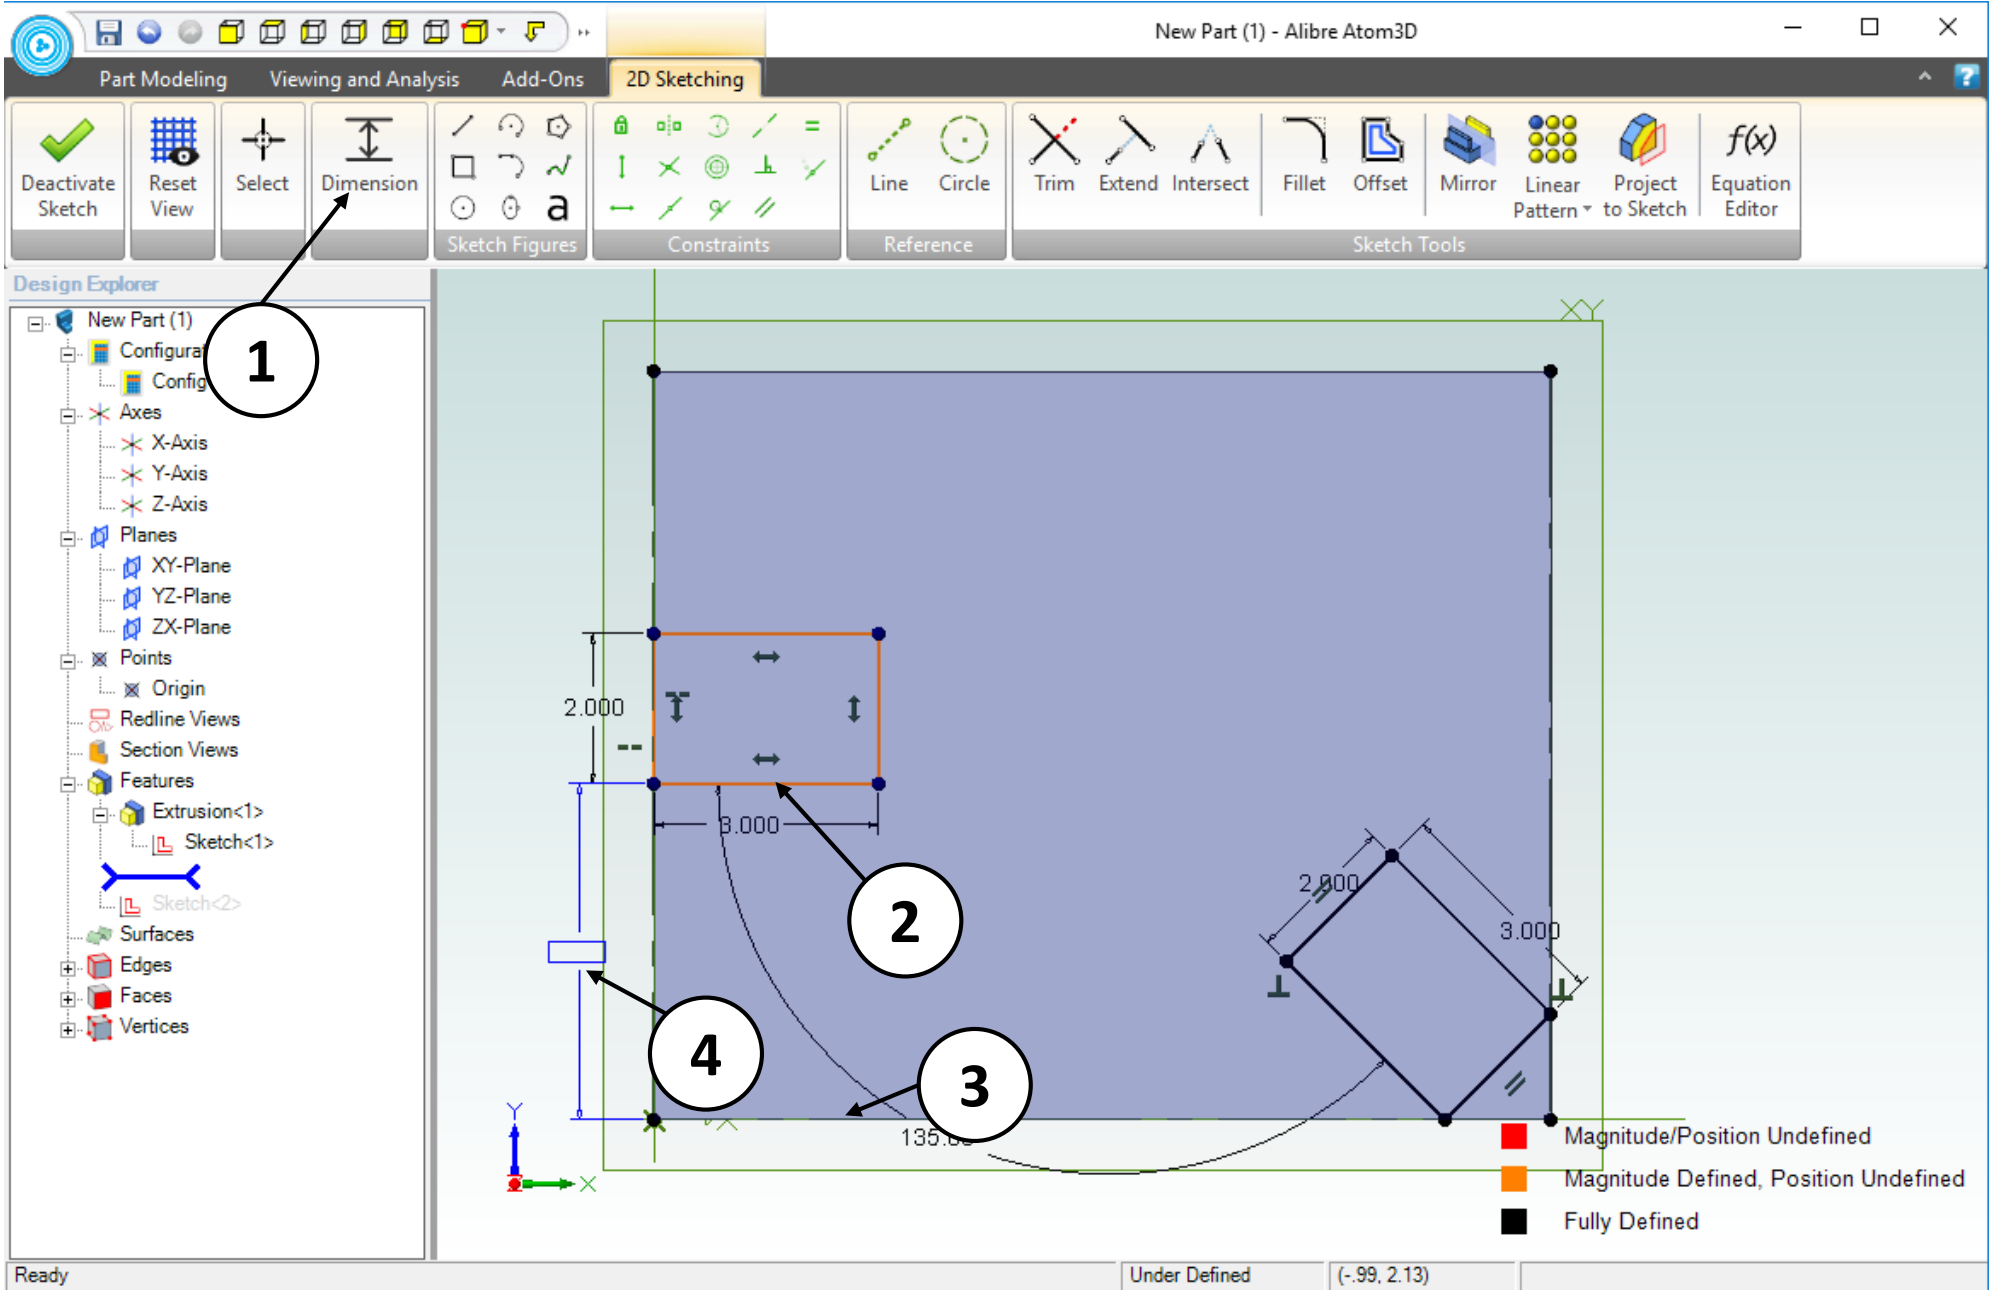 New Part (1) - Alibre Atom3D
Part Modeling
Viewing and Analysis
Add-Ons
2D Sketching
?
Deactivate Sketch
Reset View
Select
Dimension
a
Sketch Figures
Constraints
Line
Circle
Reference
Trim
Extend
Intersect
Fillet
Offset
Mirror
Linear Pattern
Project to Sketch
f(x)
Equation Editor
Sketch Tools
Design Explorer
New Part (1)
Config
Axes
X-Axis
Y-Axis
Z-Axis
Planes
XY-Plane
YZ-Plane
ZX-Plane
Points
Origin
Redline Views
Section Views
Features
Extrusion<1>
Sketch<1>
Sketch<2>
Surfaces
Edges
Faces
Vertices
1
XY
2.000
3.000
2
2.000
3.000
4
3
Y
X
X
Magnitude/Position Undefined
Magnitude Defined, Position Undefined
Fully Defined
Ready
Under Defined
(-.99, 2.13)